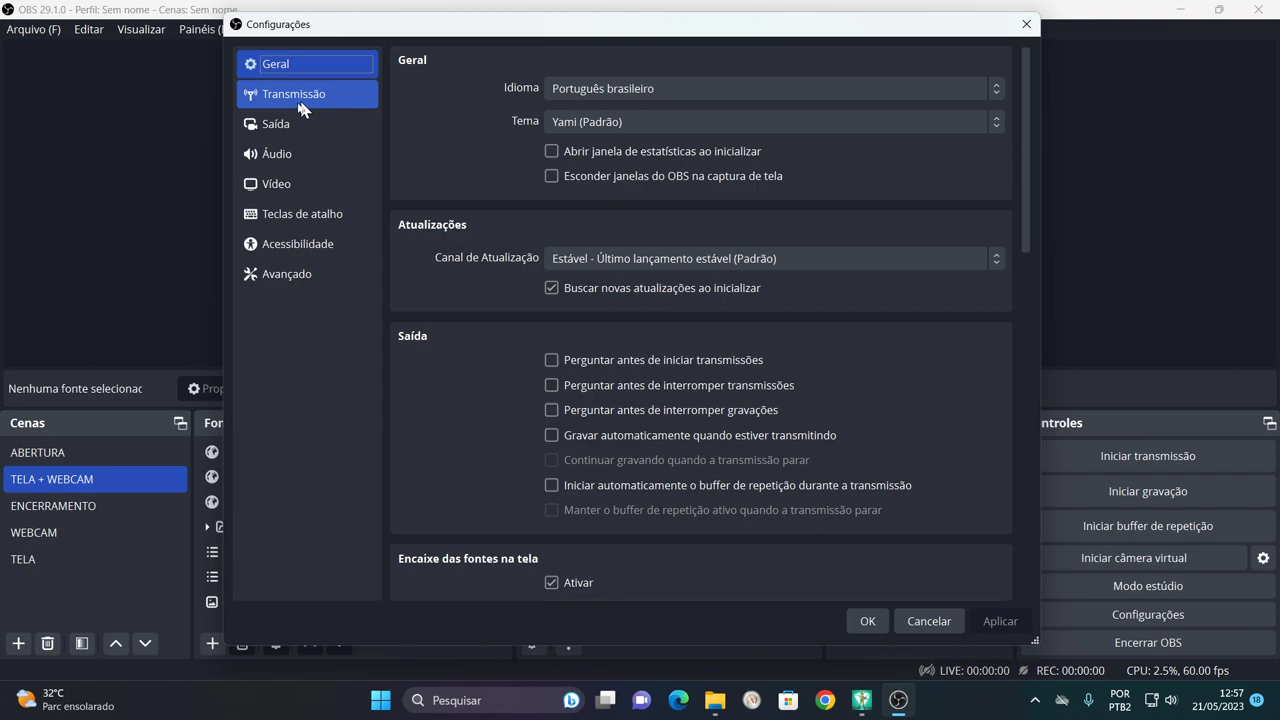 OBS 29.1.0 - Perfil: Sem nome - Cenas: Sem nome
Arquivo (F) Editar Visualizar Painéis (
Configurações
Geral
Transmissão
Saída
Áudio
Vídeo
Teclas de atalho
Acessibilidade
Avançado
Geral
Idioma Português brasileiro
Tema Yami (Padrão)
Abrir janela de estatísticas ao inicializar
Esconder janelas do OBS na captura de tela
Atualizações
Canal de Atualização Estável - Último lançamento estável (Padrão)
Buscar novas atualizações ao inicializar
Saída
Perguntar antes de iniciar transmissões
Perguntar antes de interromper transmissões
Perguntar antes de interromper gravações
Gravar automaticamente quando estiver transmitindo
Continuar gravando quando a transmissão parar
Iniciar automaticamente o buffer de repetição durante a transmissão
Manter o buffer de repetição ativo quando a transmissão parar
Encaixe das fontes na tela
Ativar
OK Cancelar Aplicar
Nenhuma fonte selecionac Prop
Cenas
ABERTURA
TELA + WEBCAM
ENCERRAMENTO
WEBCAM
TELA
Fon
ntroles
Iniciar transmissão
Iniciar gravação
Iniciar buffer de repetição
Iniciar câmera virtual
Modo estúdio
Configurações
Encerrar OBS
LIVE: 00:00:00 REC: 00:00:00 CPU: 2.5%, 60.00 fps
32°C
Parc ensolarado
Pesquisar
POR
PTB2
12:57
21/05/2023
18